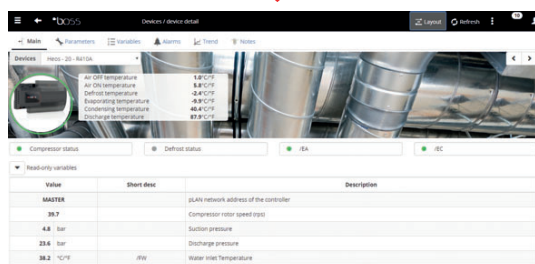 boss
Devices / device detail
Layout
Refresh
10
Main
Parameters
Variables
Alarms
Trend
Notes
Devices
Heos - 20 - R410A
Air OFF temperature 1.0°C/°F
Air ON temperature 5.8°C/°F
Defrost temperature -2.4°C/°F
Evaporating temperature -9.9°C/°F
Condensing temperature 40.4°C/°F
Discharge temperature 87.9°C/°F
Compressor status
Defrost status
/EA
/EC
Read-only variables
Value Short desc Description
MASTER pLAN network address of the controller
39.7 Compressor rotor speed (rps)
4.8 bar Suction pressure
23.6 bar Discharge pressure
38.2 °C/°F /FW Water Inlet Temperature